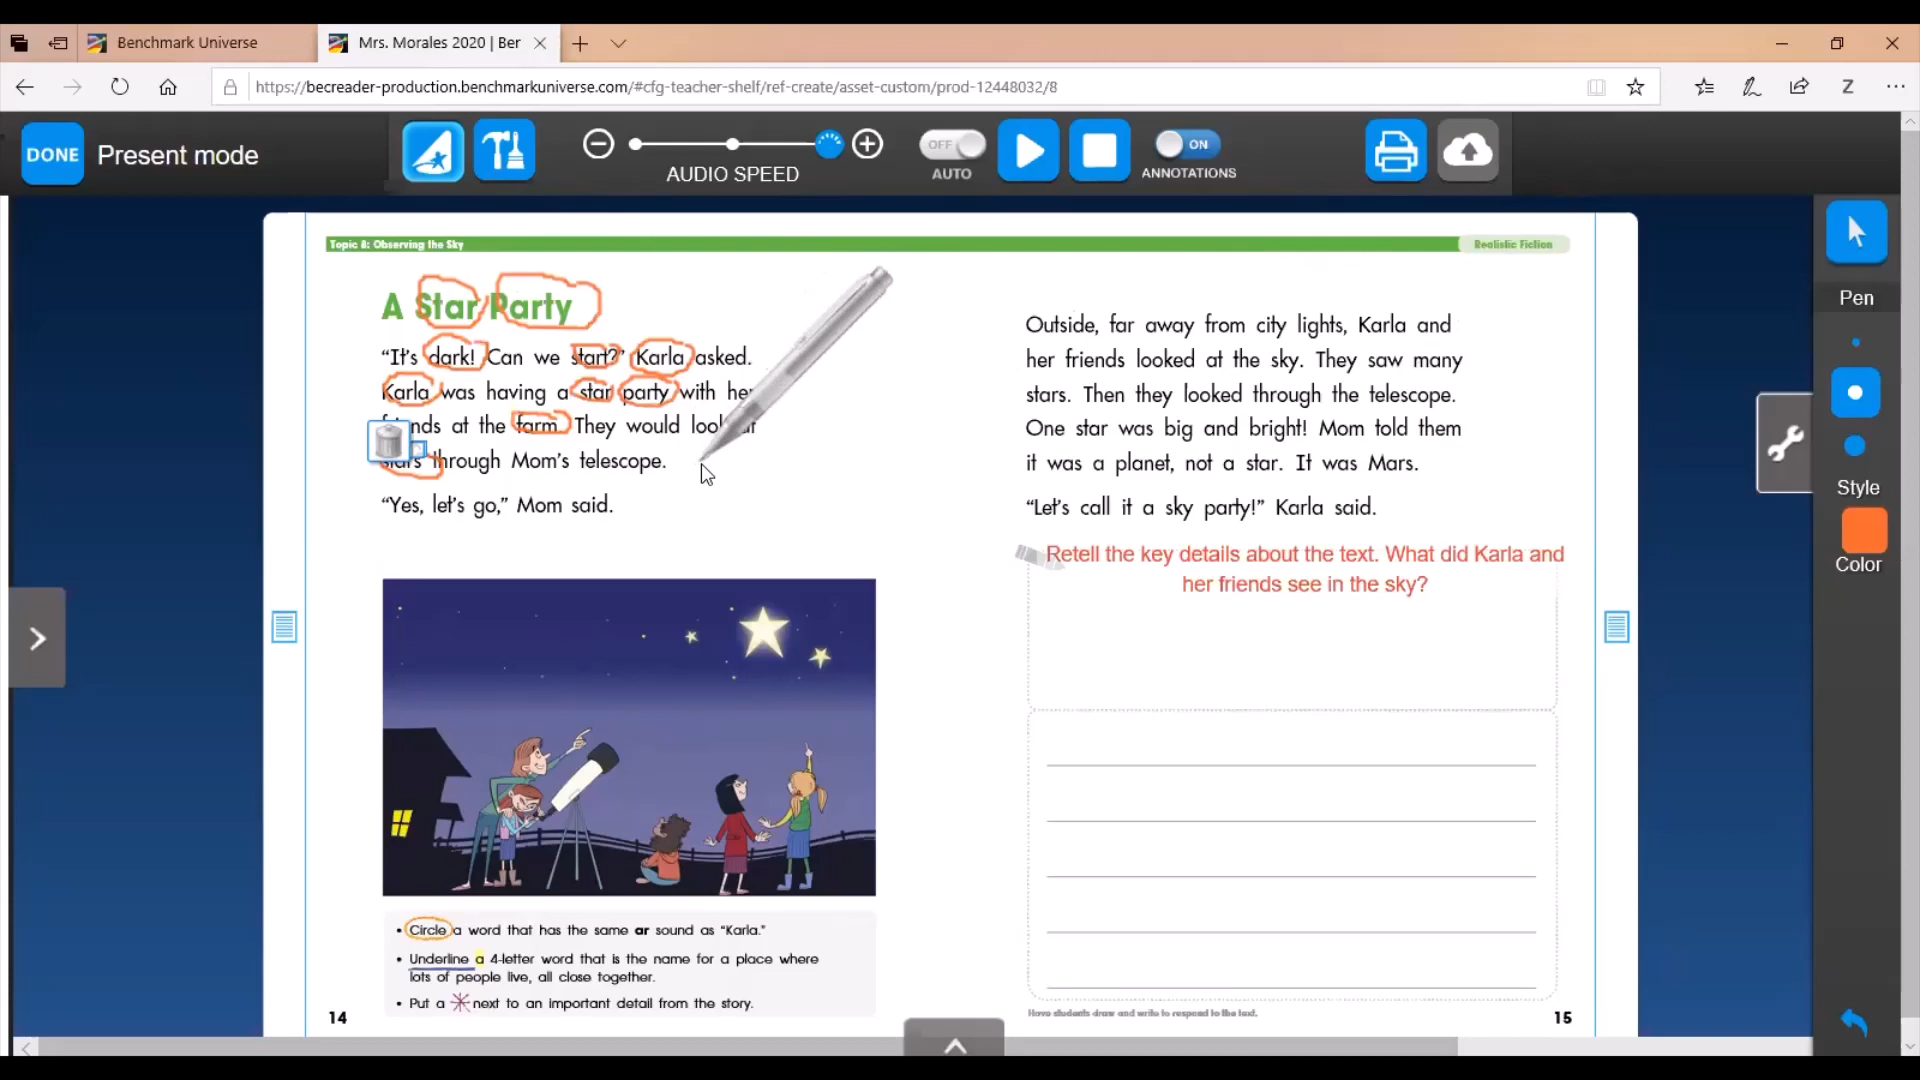 Benchmark Universe
Mrs. Morales 2020 | Ber
https://becreader-production.benchmarkuniverse.com/#cfg-teacher-shelf/ref-create/asset-custom/prod-12448032/8
Z
DONE
Present mode
AUDIO SPEED
OFF
AUTO
ON
ANNOTATIONS
Topic 8: Observing the Sky
Realistic Fiction
A Star Party
“It’s dark! Can we start?” Karla asked.
Karla was having a star party with her
at the farm. They would
stars through Mom’s telescope.
“Yes, let’s go,” Mom said.
• Circle a word that has the same ar sound as “Karla.”
• Underline a 4-letter word that is the name for a place where
lots of people live, all close together.
• Put a next to an important detail from the story.
14
Outside, far away from city lights, Karla and
her friends looked at the sky. They saw many
stars. Then they looked through the telescope.
One star was big and bright! Mom told them
it was a planet, not a star. It was Mars.
“Let’s call it a sky party!” Karla said.
Retell the key details about the text. What did Karla and
her friends see in the sky?
Have students draw and write to respond to the text.
15
Pen
Style
Color